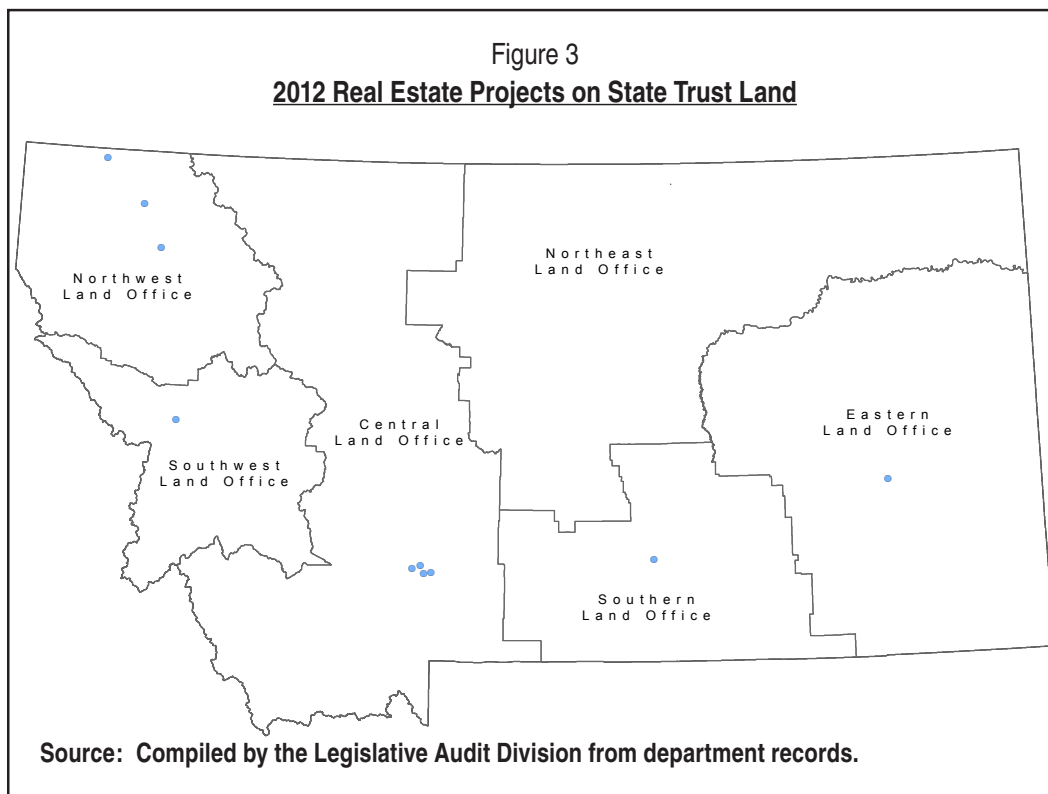 Figure 3
2012 Real Estate Projects on State Trust Land
Northwest
Land Office
Northeast
Land Office
Central
Land Office
Eastern
Land Office
Southwest
Land Office
Southern
Land Office
Source: Compiled by the Legislative Audit Division from department records.